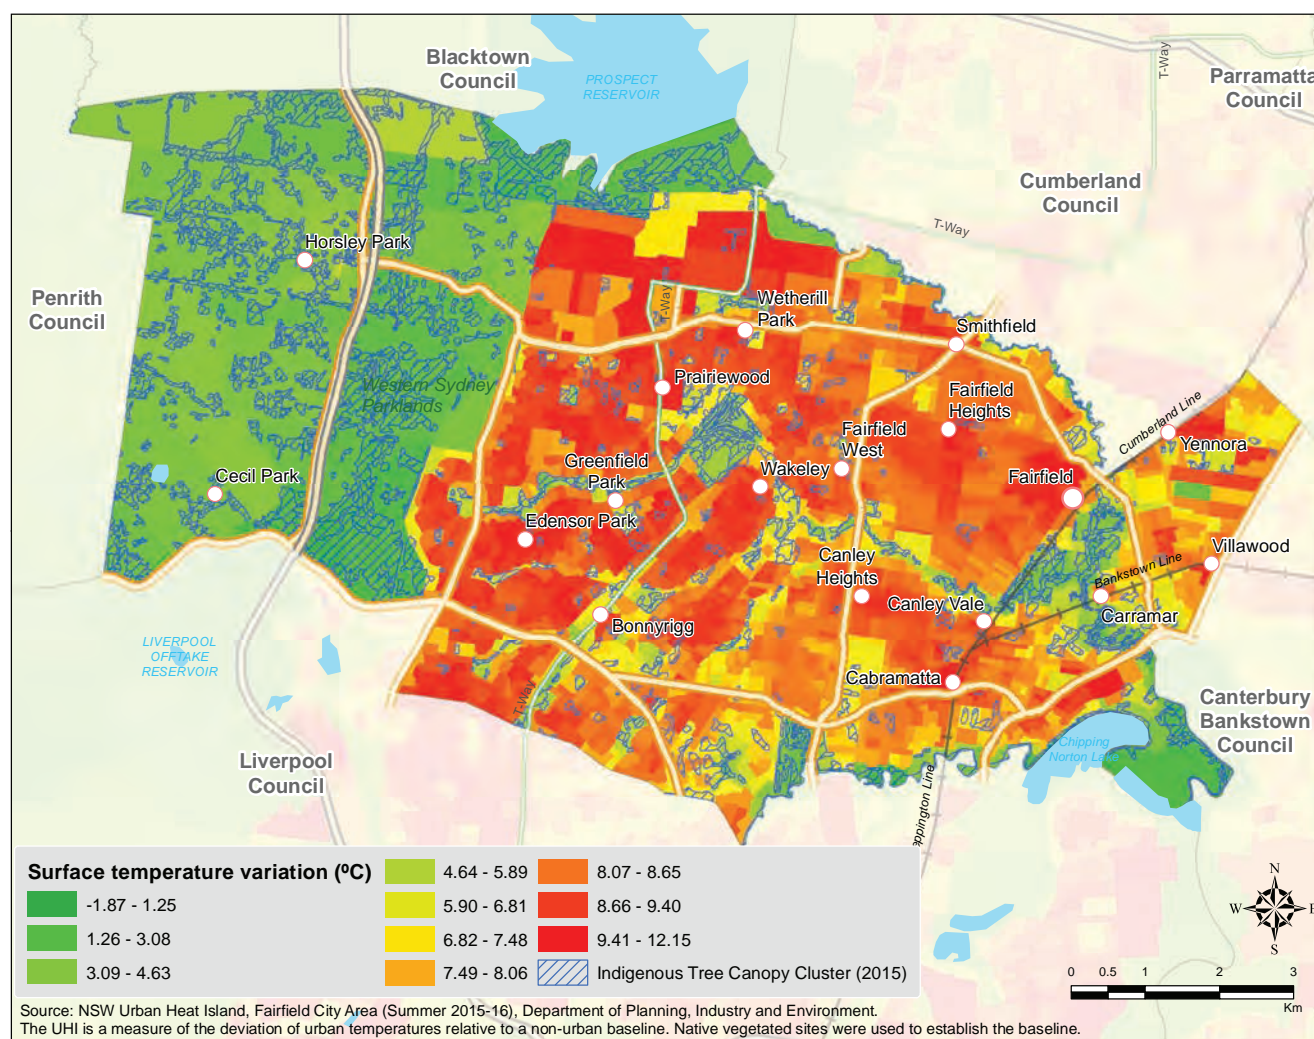 Blacktown
Council
PROSPECT
RESERVOIR
T-Way
Parramatta
Council
Cumberland
Council
T-Way
Horsley Park
Penrith
Council
T-Way
Wetherill
Park
Smithfield
Western Sydney
Parklands
Prairiewood
Fairfield
Heights
Cumberland Line
Yennora
Fairfield
West
Greenfield
Park
Wakeley
Fairfield
Cecil Park
Edensor Park
Canley
Heights
Villawood
Bankstown Line
Canley Vale
Carramar
Bonnyrigg
LIVERPOOL
OFFTAKE
RESERVOIR
T-Way
Cabramatta
Canterbury
Bankstown
Council
Chipping
Norton Lake
Liverpool
Council
ppington Line
Surface temperature variation (ºC)
-1.87 - 1.25
1.26 - 3.08
3.09 - 4.63
4.64 - 5.89
5.90 - 6.81
6.82 - 7.48
7.49 - 8.06
8.07 - 8.65
8.66 - 9.40
9.41 - 12.15
Indigenous Tree Canopy Cluster (2015)
N
W
E
S
0 0.5 1 2 3
Km
Source: NSW Urban Heat Island, Fairfield City Area (Summer 2015-16), Department of Planning, Industry and Environment.
The UHI is a measure of the deviation of urban temperatures relative to a non-urban baseline. Native vegetated sites were used to establish the baseline.